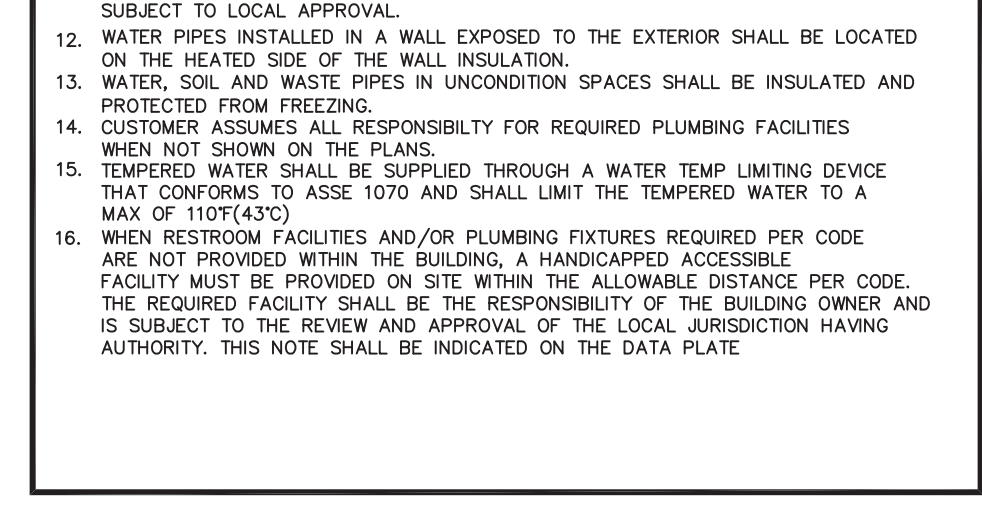 SUBJECT TO LOCAL APPROVAL.
12. WATER PIPES INSTALLED IN A WALL EXPOSED TO THE EXTERIOR SHALL BE LOCATED
ON THE HEATED SIDE OF THE WALL INSULATION.
13. WATER, SOIL AND WASTE PIPES IN UNCONDITION SPACES SHALL BE INSULATED AND
PROTECTED FROM FREEZING.
14. CUSTOMER ASSUMES ALL RESPONSIBILTY FOR REQUIRED PLUMBING FACILITIES
WHEN NOT SHOWN ON THE PLANS.
15. TEMPERED WATER SHALL BE SUPPLIED THROUGH A WATER TEMP LIMITING DEVICE
THAT CONFORMS TO ASSE 1070 AND SHALL LIMIT THE TEMPERED WATER TO A
MAX OF 110°F(43°C)
16. WHEN RESTROOM FACILITIES AND/OR PLUMBING FIXTURES REQUIRED PER CODE
ARE NOT PROVIDED WITHIN THE BUILDING, A HANDICAPPED ACCESSIBLE
FACILITY MUST BE PROVIDED ON SITE WITHIN THE ALLOWABLE DISTANCE PER CODE.
THE REQUIRED FACILITY SHALL BE THE RESPONSIBILITY OF THE BUILDING OWNER AND
IS SUBJECT TO THE REVIEW AND APPROVAL OF THE LOCAL JURISDICTION HAVING
AUTHORITY. THIS NOTE SHALL BE INDICATED ON THE DATA PLATE